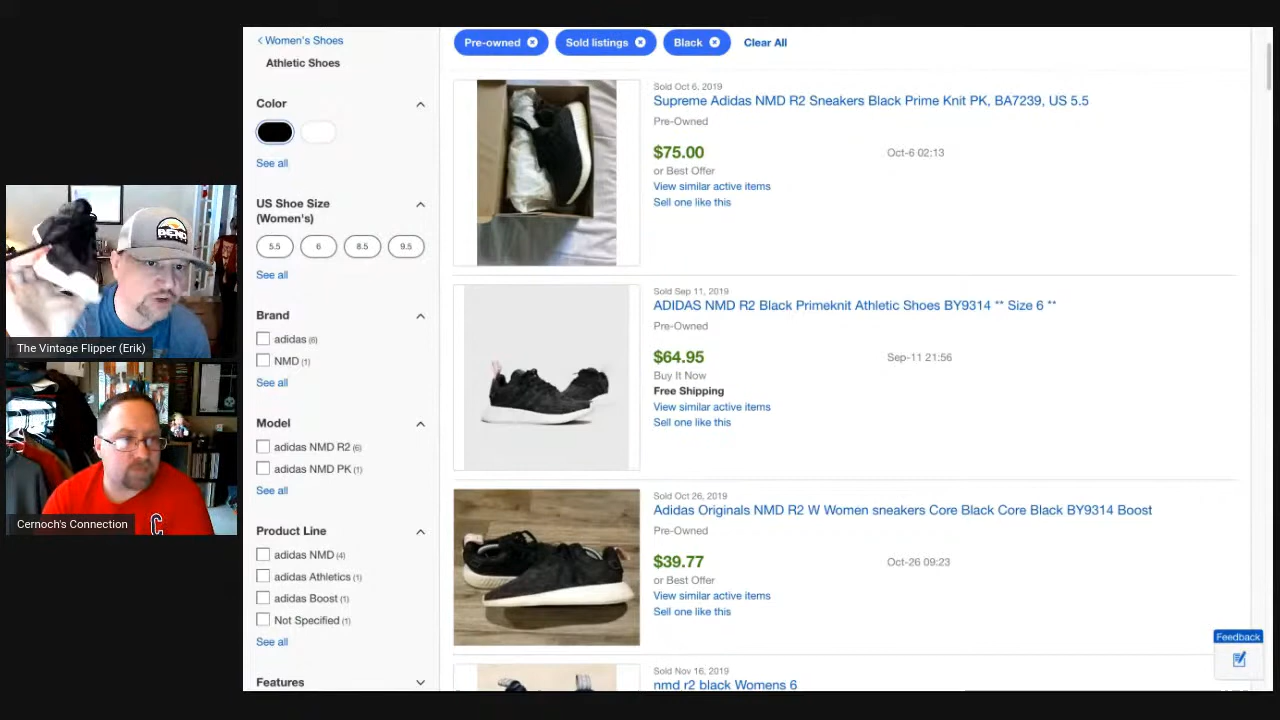 Women's Shoes
Athletic Shoes
Color
See all
US Shoe Size
(Women's)
5.5
6
8.5
9.5
See all
Brand
adidas (6)
NMD (1)
See all
Model
adidas NMD R2 (6)
adidas NMD PK (1)
See all
Product Line
adidas NMD (4)
adidas Athletics (1)
adidas Boost (1)
Not Specified (1)
See all
Features
Pre-owned
Sold listings
Black
Clear All
Sold Oct 6, 2019
Supreme Adidas NMD R2 Sneakers Black Prime Knit PK, BA7239, US 5.5
Pre-Owned
$75.00
Oct-6 02:13
or Best Offer
View similar active items
Sell one like this
Sold Sep 11, 2019
ADIDAS NMD R2 Black Primeknit Athletic Shoes BY9314 ** Size 6 **
Pre-Owned
$64.95
Sep-11 21:56
Buy It Now
Free Shipping
View similar active items
Sell one like this
Sold Oct 26, 2019
Adidas Originals NMD R2 W Women sneakers Core Black Core Black BY9314 Boost
Pre-Owned
$39.77
Oct-26 09:23
or Best Offer
View similar active items
Sell one like this
Sold Nov 16, 2019
nmd r2 black Womens 6
Feedback
BEND
The Vintage Flipper (Erik)
C
Cernoch's Connection